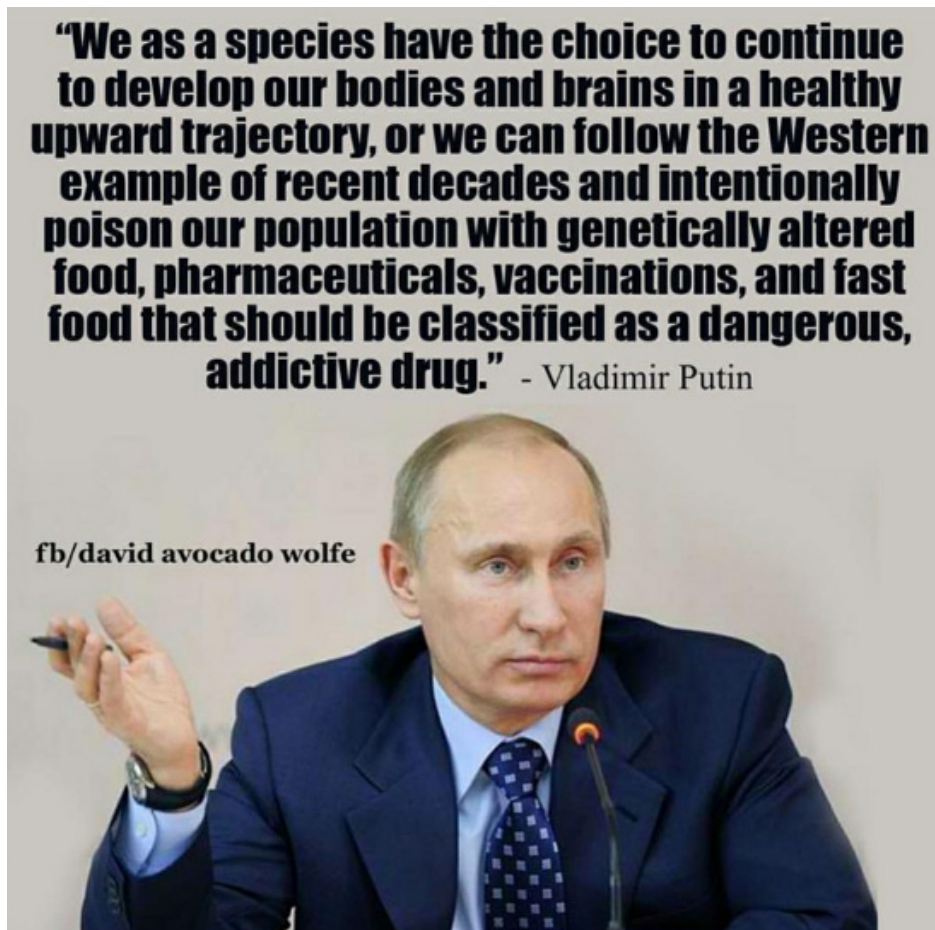 “We as a species have the choice to continue
to develop our bodies and brains in a healthy
upward trajectory, or we can follow the Western
example of recent decades and intentionally
poison our population with genetically altered
food, pharmaceuticals, vaccinations, and fast
food that should be classified as a dangerous,
addictive drug.” - Vladimir Putin
fb/david avocado wolfe